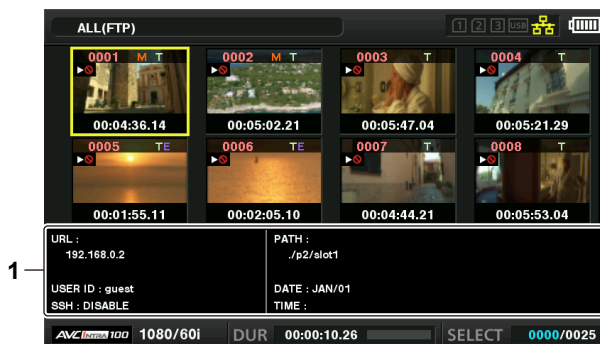 ALL(FTP) 1 2 3 USB
0001 M T 0002 M T 0003 T 0004 T
00:04:36.14 00:05:02.21 00:05:47.04 00:05:21.29
0005 TE 0006 TE 0007 T 0008 T
00:01:55.11 00:02:05.10 00:04:44.21 00:05:53.04
URL : PATH :
192.168.0.2 ./p2/slot1
1
USER ID : guest DATE : JAN/01
SSH : DISABLE TIME :
AVC INTRA 100 1080/60i DUR 00:00:10.26 SELECT 0000/0025